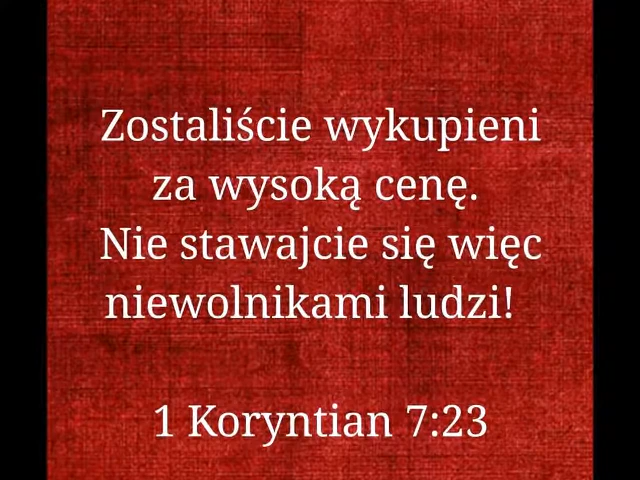 Zostaliście wykupieni
za wysoką cenę.
Nie stawajcie się więc
niewolnikami ludzi!
1 Koryntian 7:23